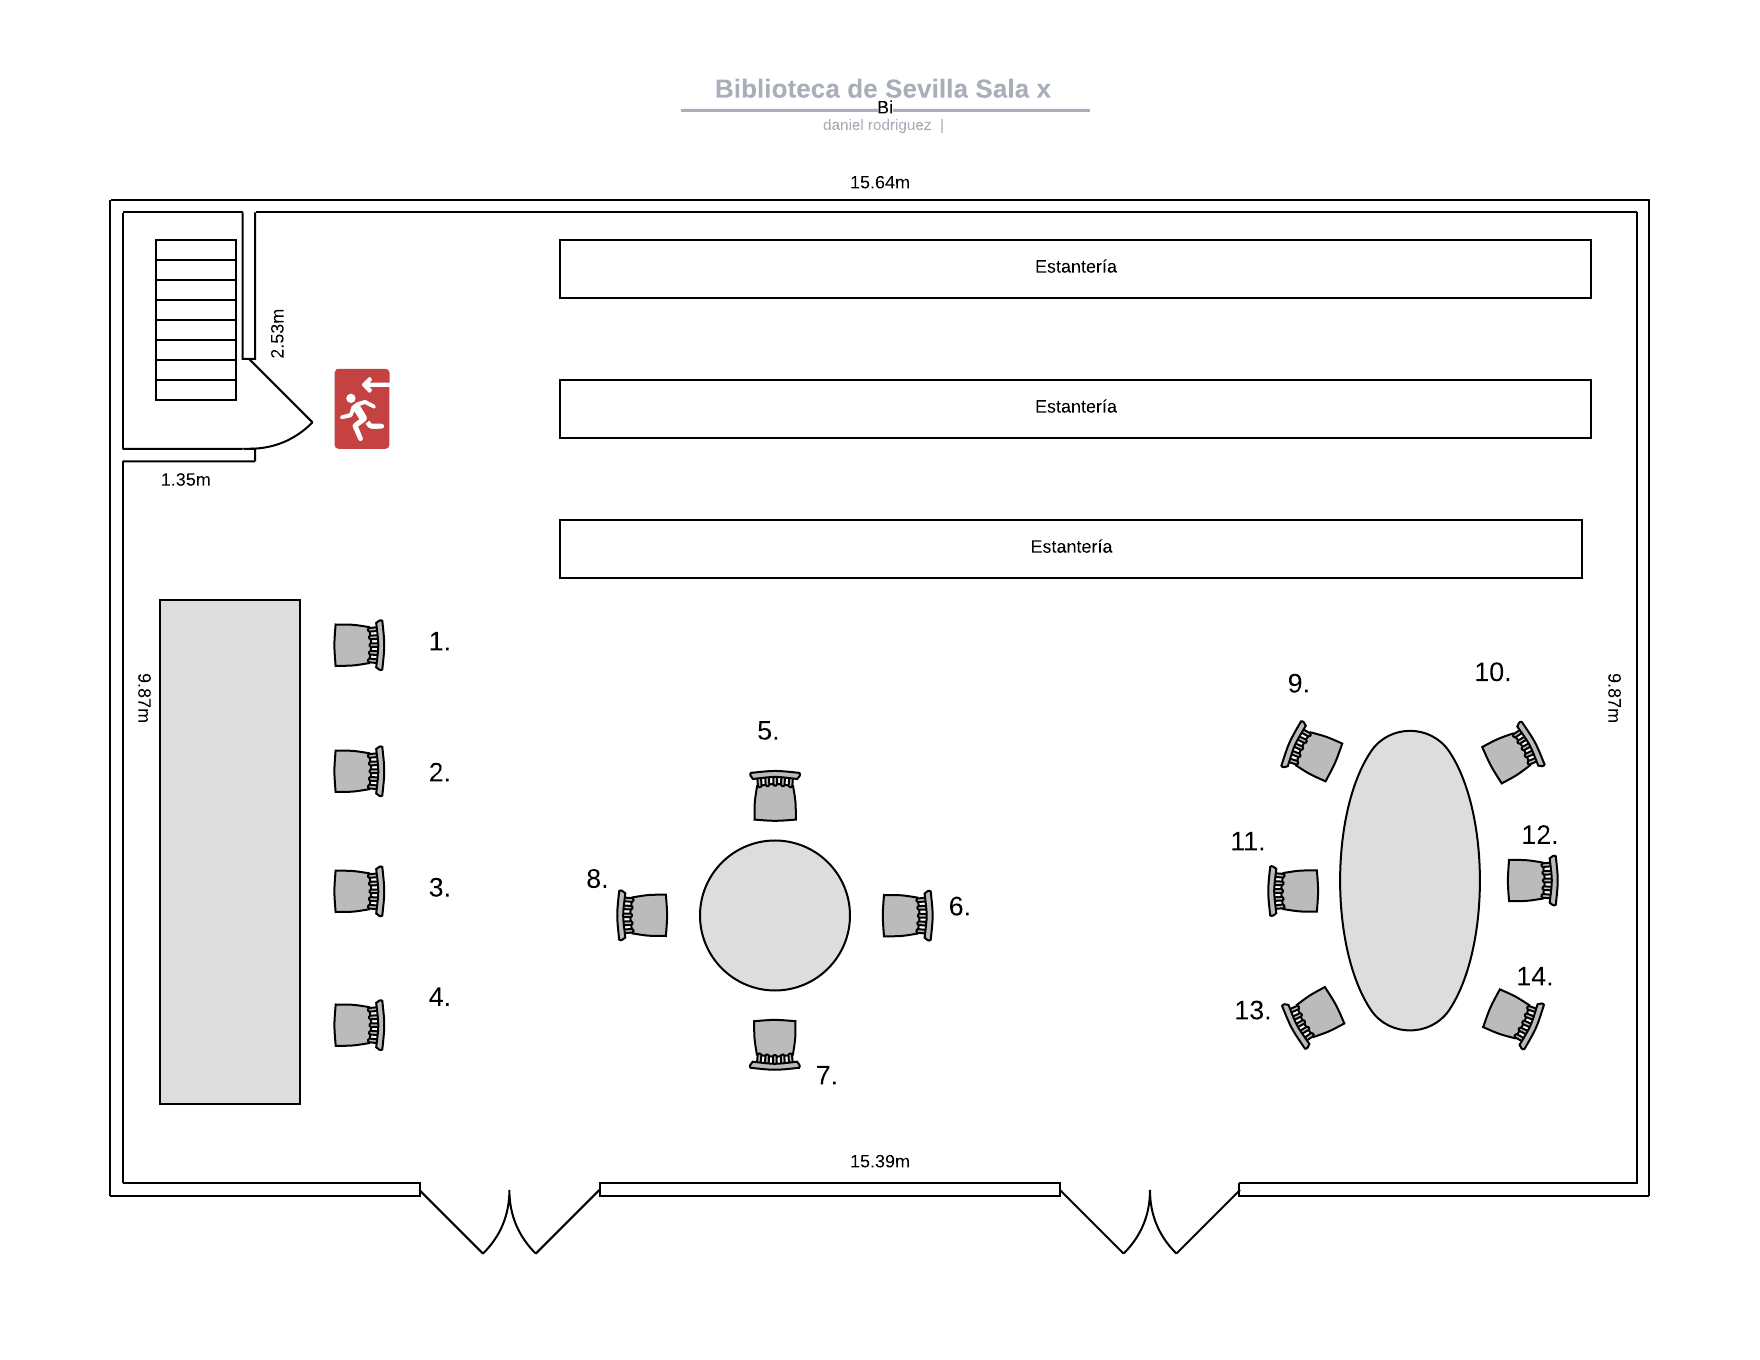 Biblioteca de Sevilla Sala x
Bi
daniel rodriguez |
15.64m
Estantería
2.53m
Estantería
1.35m
Estantería
9.87m
9.87m
1.
2.
3.
4.
5.
6.
7.
8.
9.
10.
11.
12.
13.
14.
15.39m